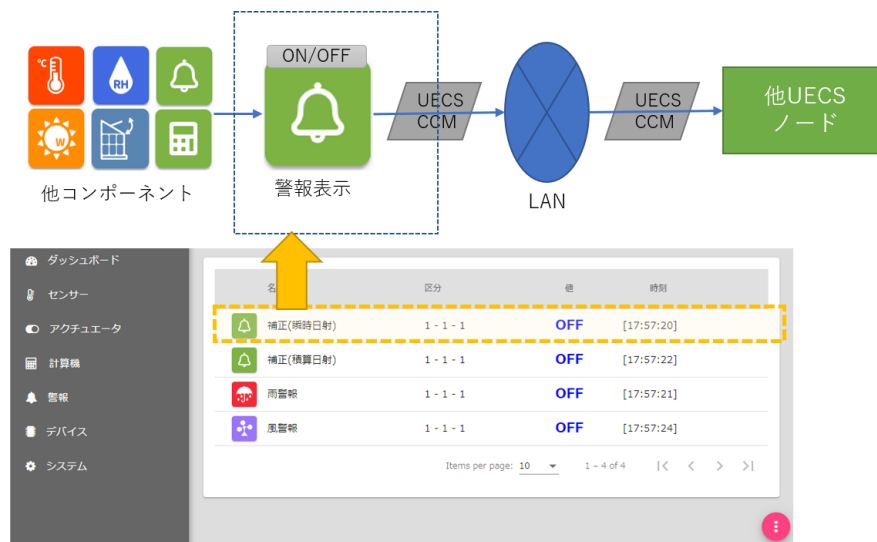 ON/OFF
℃
RH
W
UECS
CCM
UECS
CCM
他UECS
ノード
他コンポーネント
警報表示
LAN
ダッシュボード
センサー
アクチュエータ
計算機
警報
デバイス
システム
名
区分
値
時刻
補正(瞬時日射)
1 - 1 - 1
OFF
[17:57:20]
補正(積算日射)
1 - 1 - 1
OFF
[17:57:22]
雨警報
1 - 1 - 1
OFF
[17:57:21]
風警報
1 - 1 - 1
OFF
[17:57:24]
Items per page: 10
1 – 4 of 4